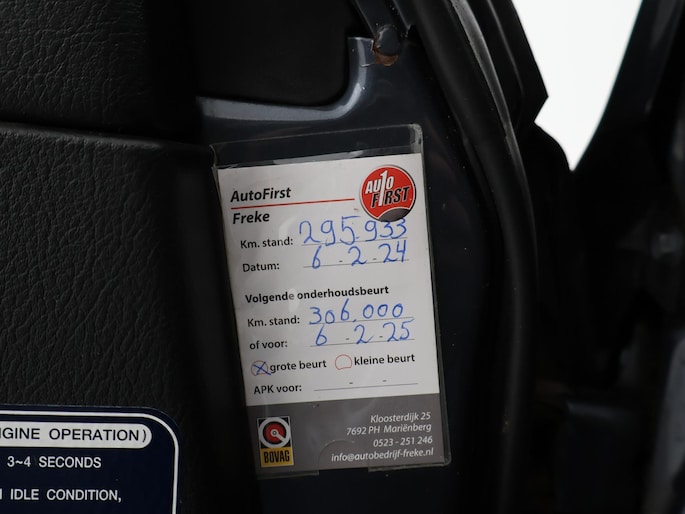 AutoFirst
Freke
AUTO
FIRST
Km. stand: 295.933
Datum: 6-2-24
Volgende onderhoudsbeurt
Km. stand: 306.000
of voor: 6-2-25
grote beurt kleine beurt
APK voor: - -
BOVAG
Kloosterdijk 25
7692 PH Mariënberg
0523 - 251 246
info@autobedrijf-freke.nl
NGINE OPERATION)
3~4 SECONDS
IDLE CONDITION,